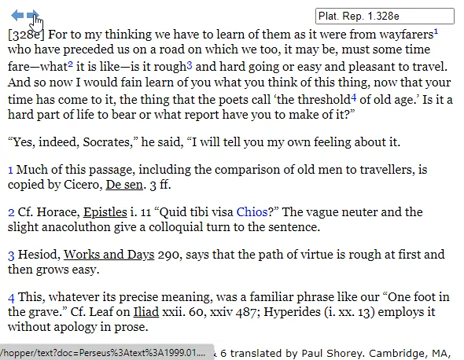 Plat. Rep. 1.328e
[328e] For to my thinking we have to learn of them as it were from wayfarers1
who have preceded us on a road on which we too, it may be, must some time
fare—what2 it is like—is it rough3 and hard going or easy and pleasant to travel.
And so now I would fain learn of you what you think of this thing, now that your
time has come to it, the thing that the poets call ‘the threshold4 of old age.’ Is it a
hard part of life to bear or what report have you to make of it?”
“Yes, indeed, Socrates,” he said, “I will tell you my own feeling about it.
1 Much of this passage, including the comparison of old men to travellers, is
copied by Cicero, De sen. 3 ff.
2 Cf. Horace, Epistles i. 11 “Quid tibi visa Chios?” The vague neuter and the
slight anacoluthon give a colloquial turn to the sentence.
3 Hesiod, Works and Days 290, says that the path of virtue is rough at first and
then grows easy.
4 This, whatever its precise meaning, was a familiar phrase like our “One foot in
the grave.” Cf. Leaf on Iliad xxii. 60, xxiv 487; Hyperides (i. xx. 13) employs it
without apology in prose.
/hopper/text?doc=Perseus%3Atext%3A1999.01.... & 6 translated by Paul Shorey. Cambridge, MA,